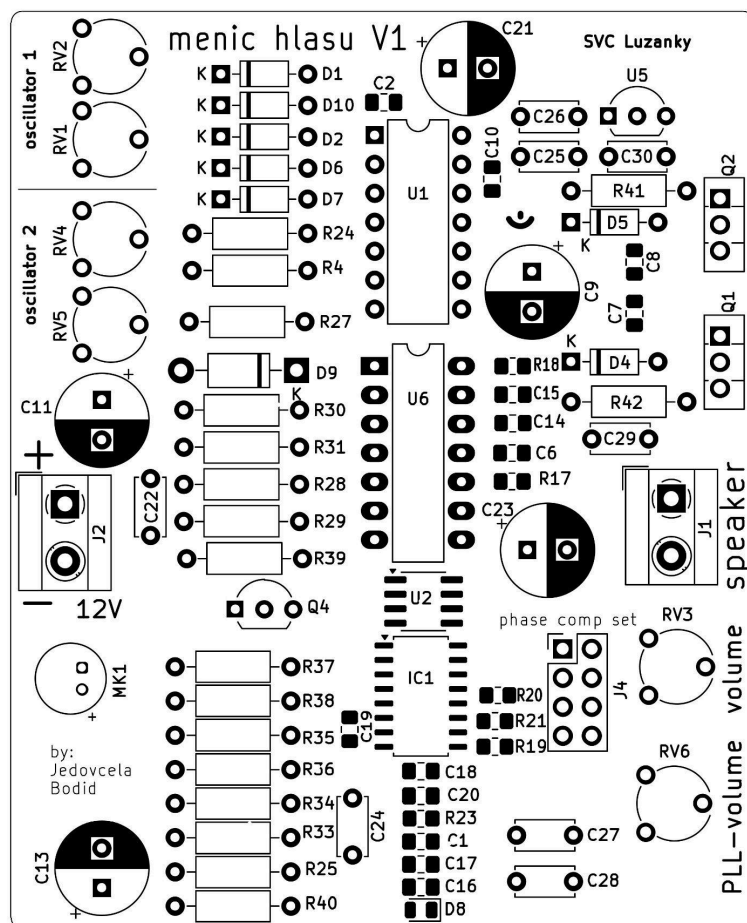 menic hlasu V1
SVC Luzanky
oscillator 1
RV2
RV1
K D1
K D10
K D2
K D6
K D7
C2
+ C21
U5
C26
C25
C30
C10
U1
R41
Q2
K D5
oscillator 2
RV4
RV5
R24
R4
R27
+ C9
C8
C7
Q1
K D4
K D9
U6
R18
C15
C14
C6
R17
R42
C29
+ C11
R30
R31
R28
R29
R39
C22
+
J2
-
12V
C23 +
J1
speaker
Q4
U2
MK1 +
phase comp set
J4
RV3
volume
R37
R38
R35
R36
R34
R33
R25
R40
C19
IC1
R20
R21
R19
by:
Jedovcela
Bodid
C13 +
C24
C18
C20
R23
C1
C17
C16
D8
C27
C28
RV6
PLL-volume